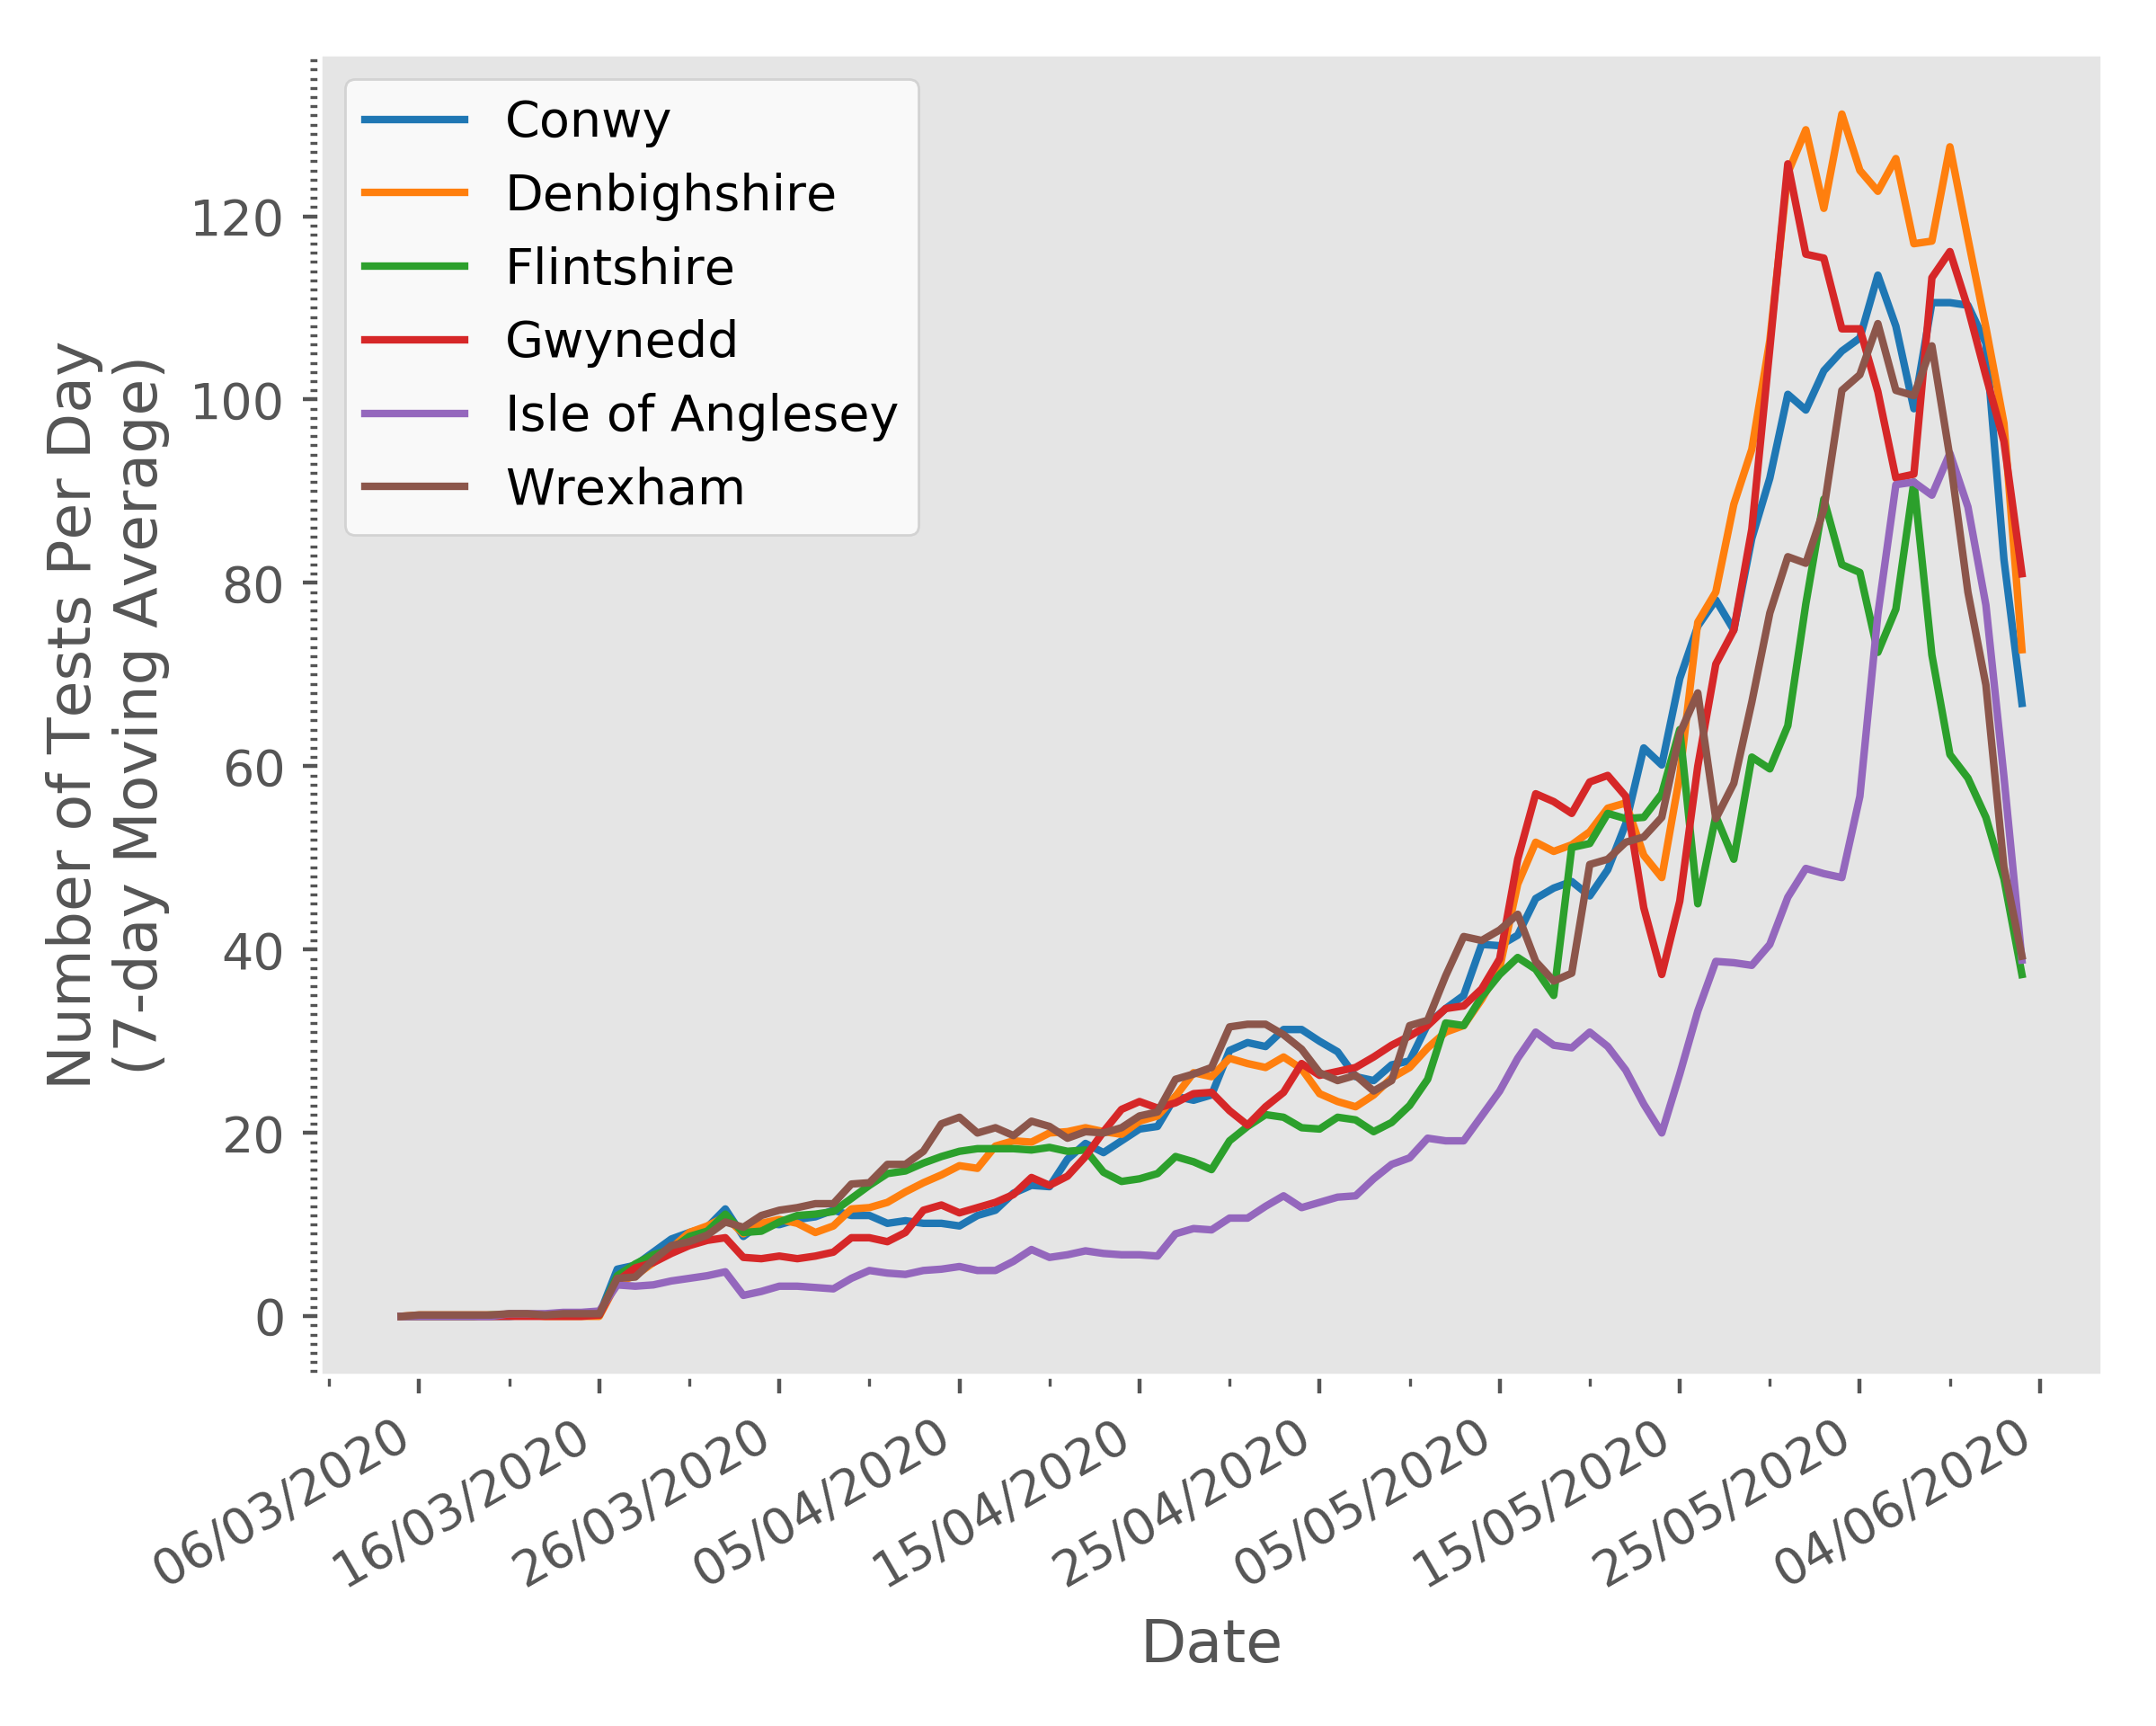 Conwy
Denbighshire
Flintshire
Gwynedd
Isle of Anglesey
Wrexham
Number of Tests Per Day
(7-day Moving Average)
120
100
80
60
40
20
0
06/03/2020
16/03/2020
26/03/2020
05/04/2020
15/04/2020
25/04/2020
05/05/2020
15/05/2020
25/05/2020
04/06/2020
Date